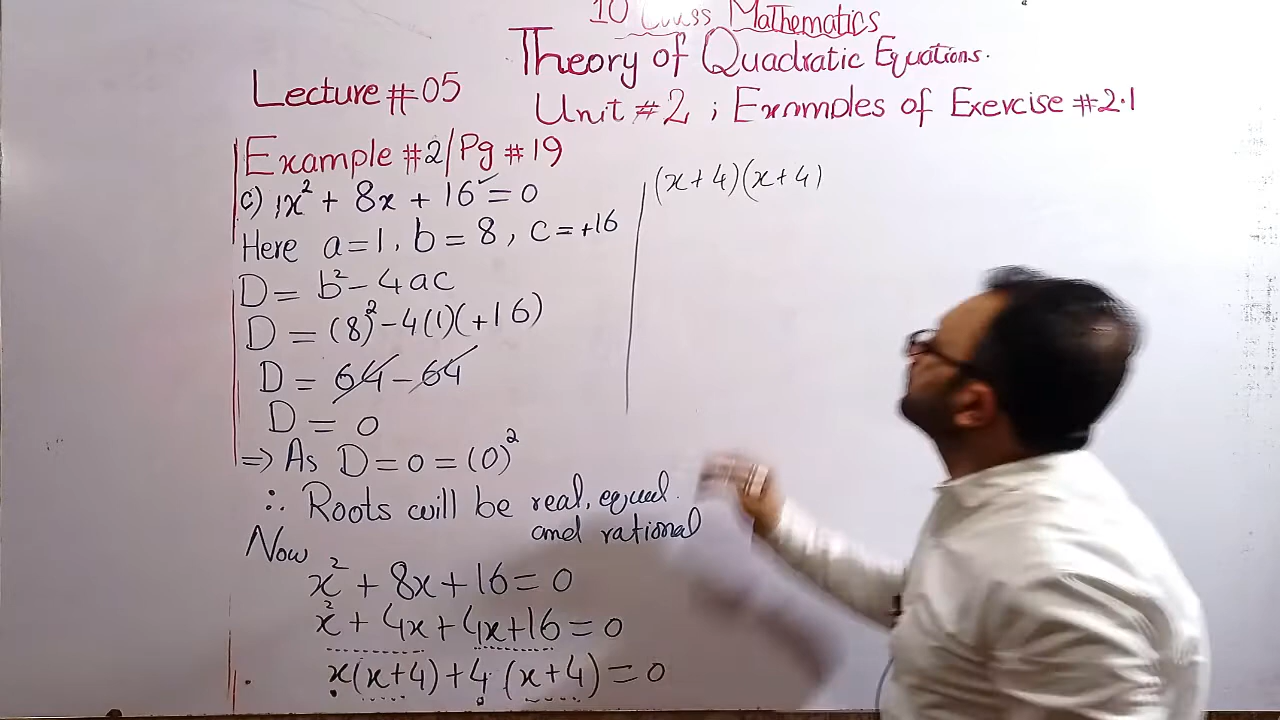 10 Class Mathematics
Theory of Quadratic Equations.
Lecture #05
Unit #2 ; Examples of Exercise #2.1
Example #2/Pg #19
c) 1x² + 8x + 16 = 0
Here a=1, b=8, c=+16
D = b² - 4ac
D = (8)² - 4(1)(+16)
D = 64 - 64
D = 0
=> As D = 0 = (0)²
∴ Roots will be real, equal.
and rational
Now
x² + 8x + 16 = 0
x² + 4x + 4x + 16 = 0
x(x+4) + 4 (x+4) = 0
(x+4)(x+4)